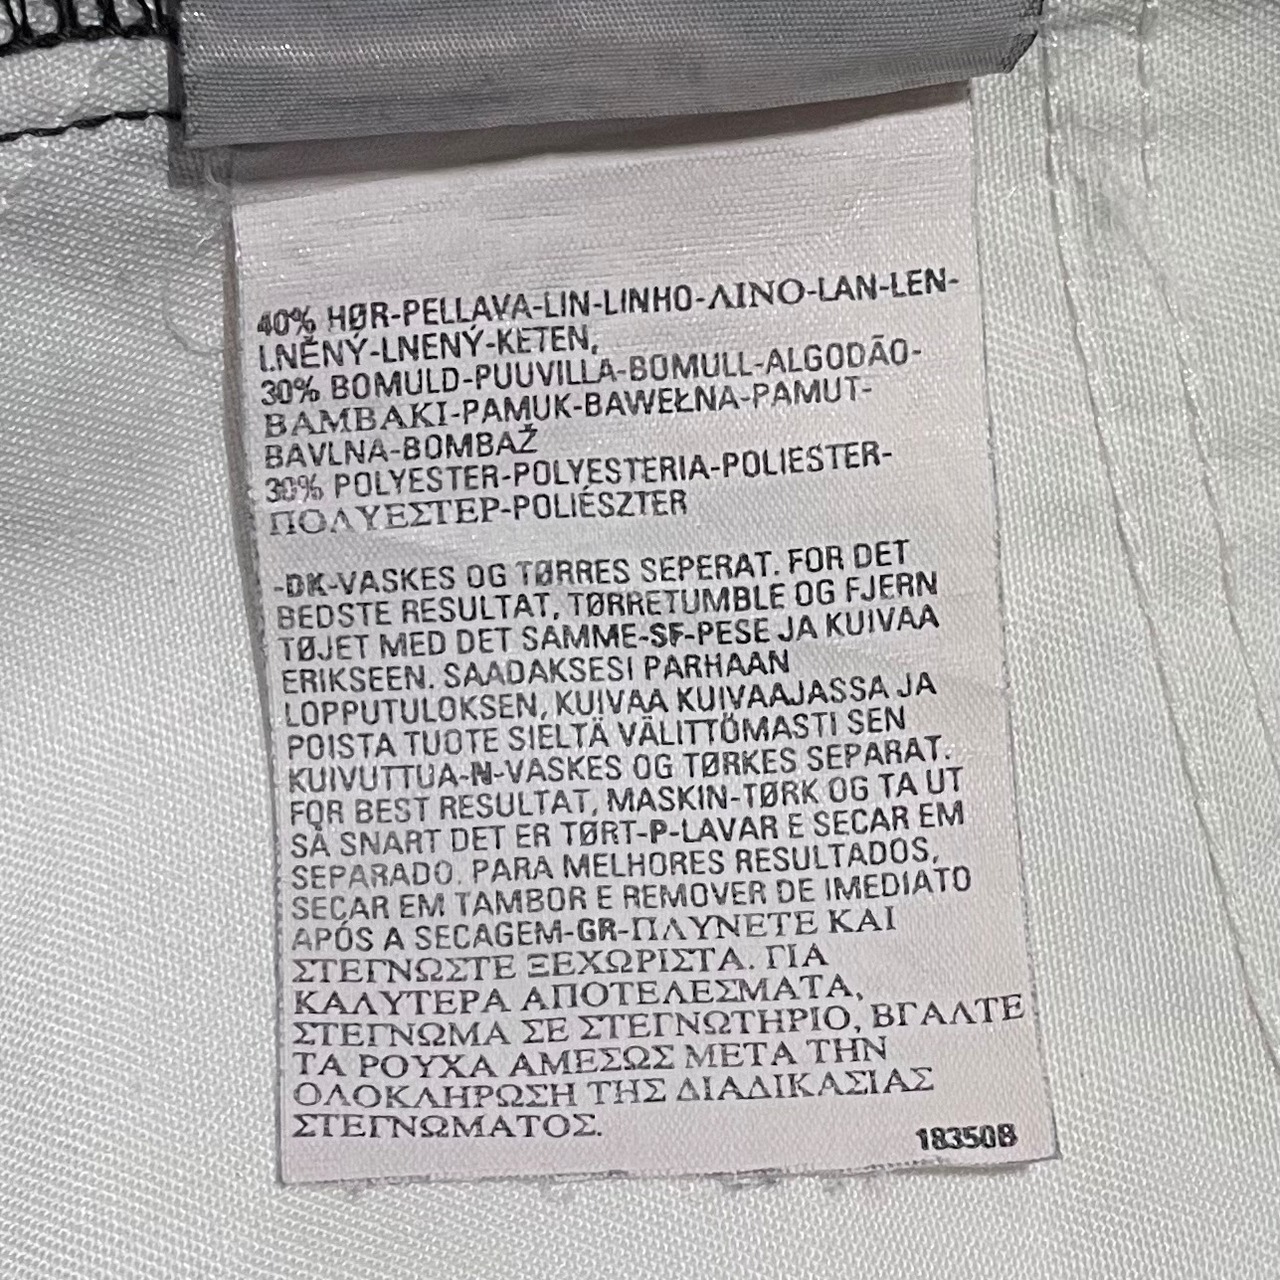 40% HØR-PELLAVA-LIN-LINHO-ΛINO-LAN-LEN-
LNĚNÝ-LNENÝ-KETEN,
30% BOMULD-PUUVILLA-BOMULL-ALGODÃO-
BAMBAKI-PAMUK-BAWEŁNA-PAMUT-
BAVLNA-BOMBAŽ
30% POLYESTER-POLYESTERIA-POLIESTER-
ΠΟΛΥΕΣΤΕΡ-POLIÉSZTER
-DK-VASKES OG TØRRES SEPERAT. FOR DET
BEDSTE RESULTAT, TØRRETUMBLE OG FJERN
TØJET MED DET SAMME-SF-PESE JA KUIVAA
ERIKSEEN. SAADAKSESI PARHAAN
LOPPUTULOKSEN, KUIVAA KUIVAAJASSA JA
POISTA TUOTE SIELTÄ VÄLITTÖMASTI SEN
KUIVUTTUA-N-VASKES OG TØRKES SEPARAT.
FOR BEST RESULTAT, MASKIN-TØRK OG TA UT
SÅ SNART DET ER TØRT-P-LAVAR E SECAR EM
SEPARADO. PARA MELHORES RESULTADOS,
SECAR EM TAMBOR E REMOVER DE IMEDIATO
APÓS A SECAGEM-GR-ΠΛΥΝΕΤΕ ΚΑΙ
ΣΤΕΓΝΩΣΤΕ ΞΕΧΩΡΙΣΤΑ. ΓΙΑ
ΚΑΛΥΤΕΡΑ ΑΠΟΤΕΛΕΣΜΑΤΑ,
ΣΤΕΓΝΩΜΑ ΣΕ ΣΤΕΓΝΩΤΗΡΙΟ, ΒΓΑΛΤΕ
ΤΑ ΡΟΥΧΑ ΑΜΕΣΩΣ ΜΕΤΑ ΤΗΝ
ΟΛΟΚΛΗΡΩΣΗ ΤΗΣ ΔΙΑΔΙΚΑΣΙΑΣ
ΣΤΕΓΝΩΜΑΤΟΣ.
18350B